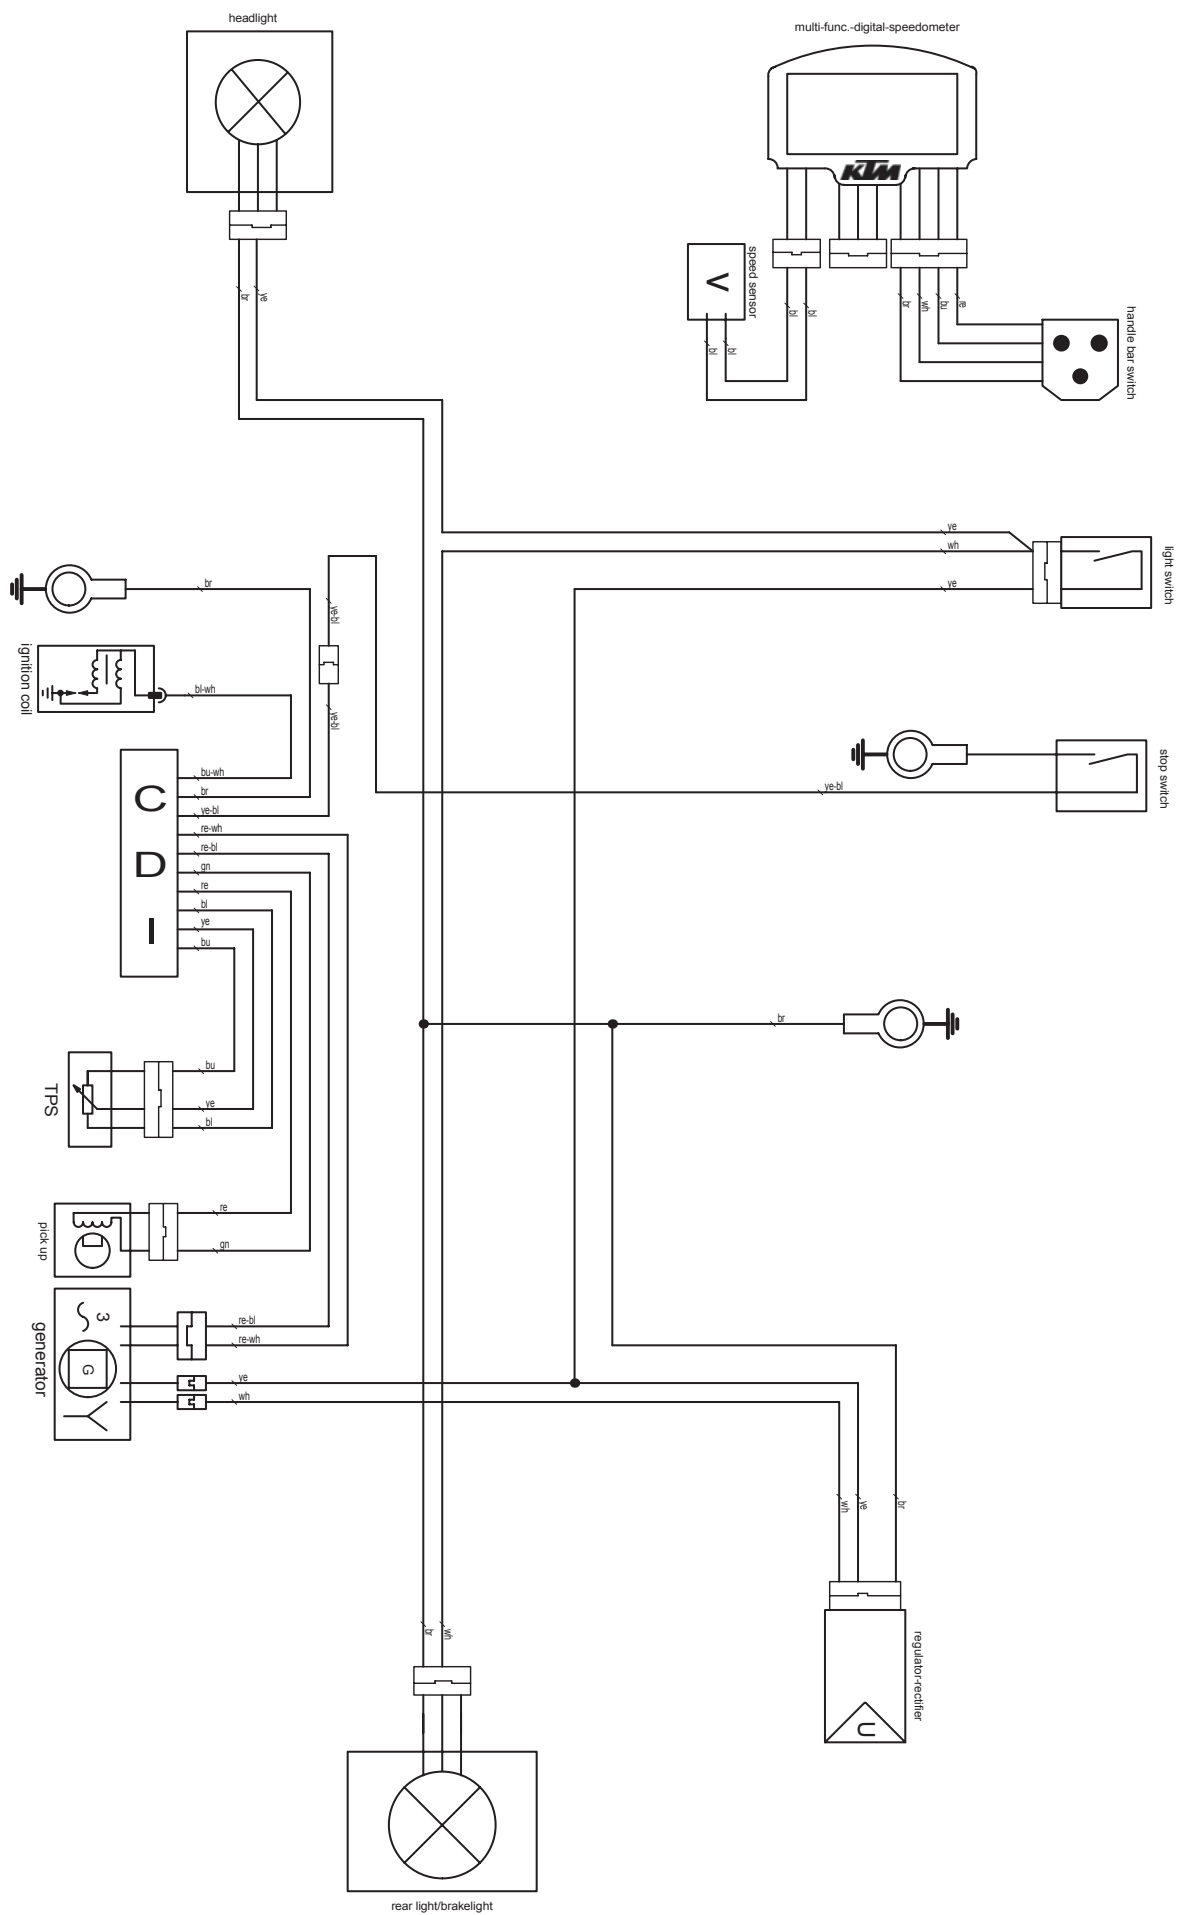 headlight
multi-func.-digital-speedometer
KTM
speed sensor
V
handle bar switch
br
ye
bl
bl
br
wh
bu
re
bl
bl
ye
wh
ye
light switch
br
ye-bl
ignition coil
bl-wh
ye-bl
stop switch
ye-bl
C
D
I
bu-wh
br
ye-bl
re-wh
re-bl
gn
re
bl
ye
bu
br
TPS
bu
ye
bl
pick up
re
gn
generator
3
G
re-bl
re-wh
ye
wh
wh
ye
br
regulator-rectifier
U
br
wh
rear light/brakelight